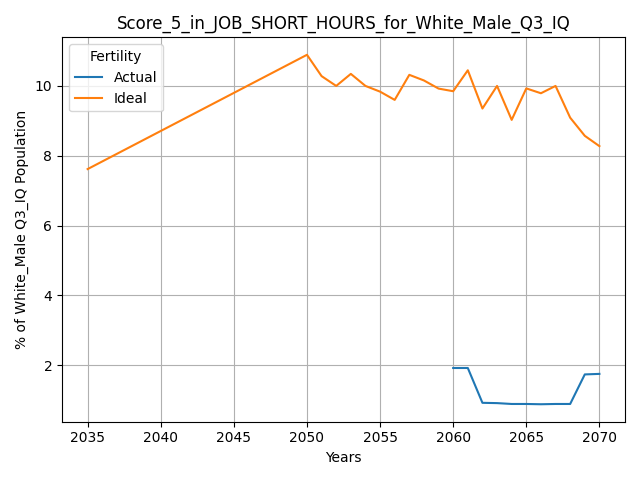 Score_5_in_JOB_SHORT_HOURS_for_White_Male_Q3_IQ
Fertility
Actual
Ideal
% of White_Male Q3_IQ Population
10
8
6
4
2
2035 2040 2045 2050 2055 2060 2065 2070
Years